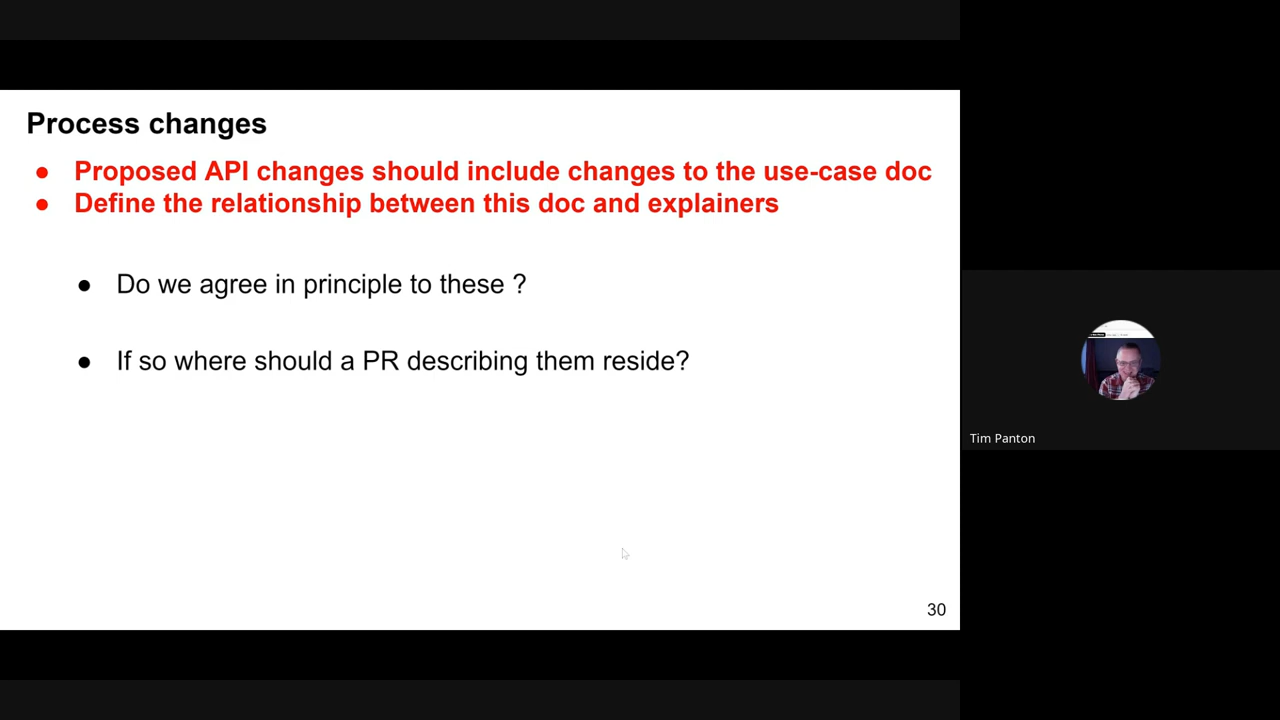 Process changes
● Proposed API changes should include changes to the use-case doc
● Define the relationship between this doc and explainers
● Do we agree in principle to these ?
● If so where should a PR describing them reside?
30
Tim Panton